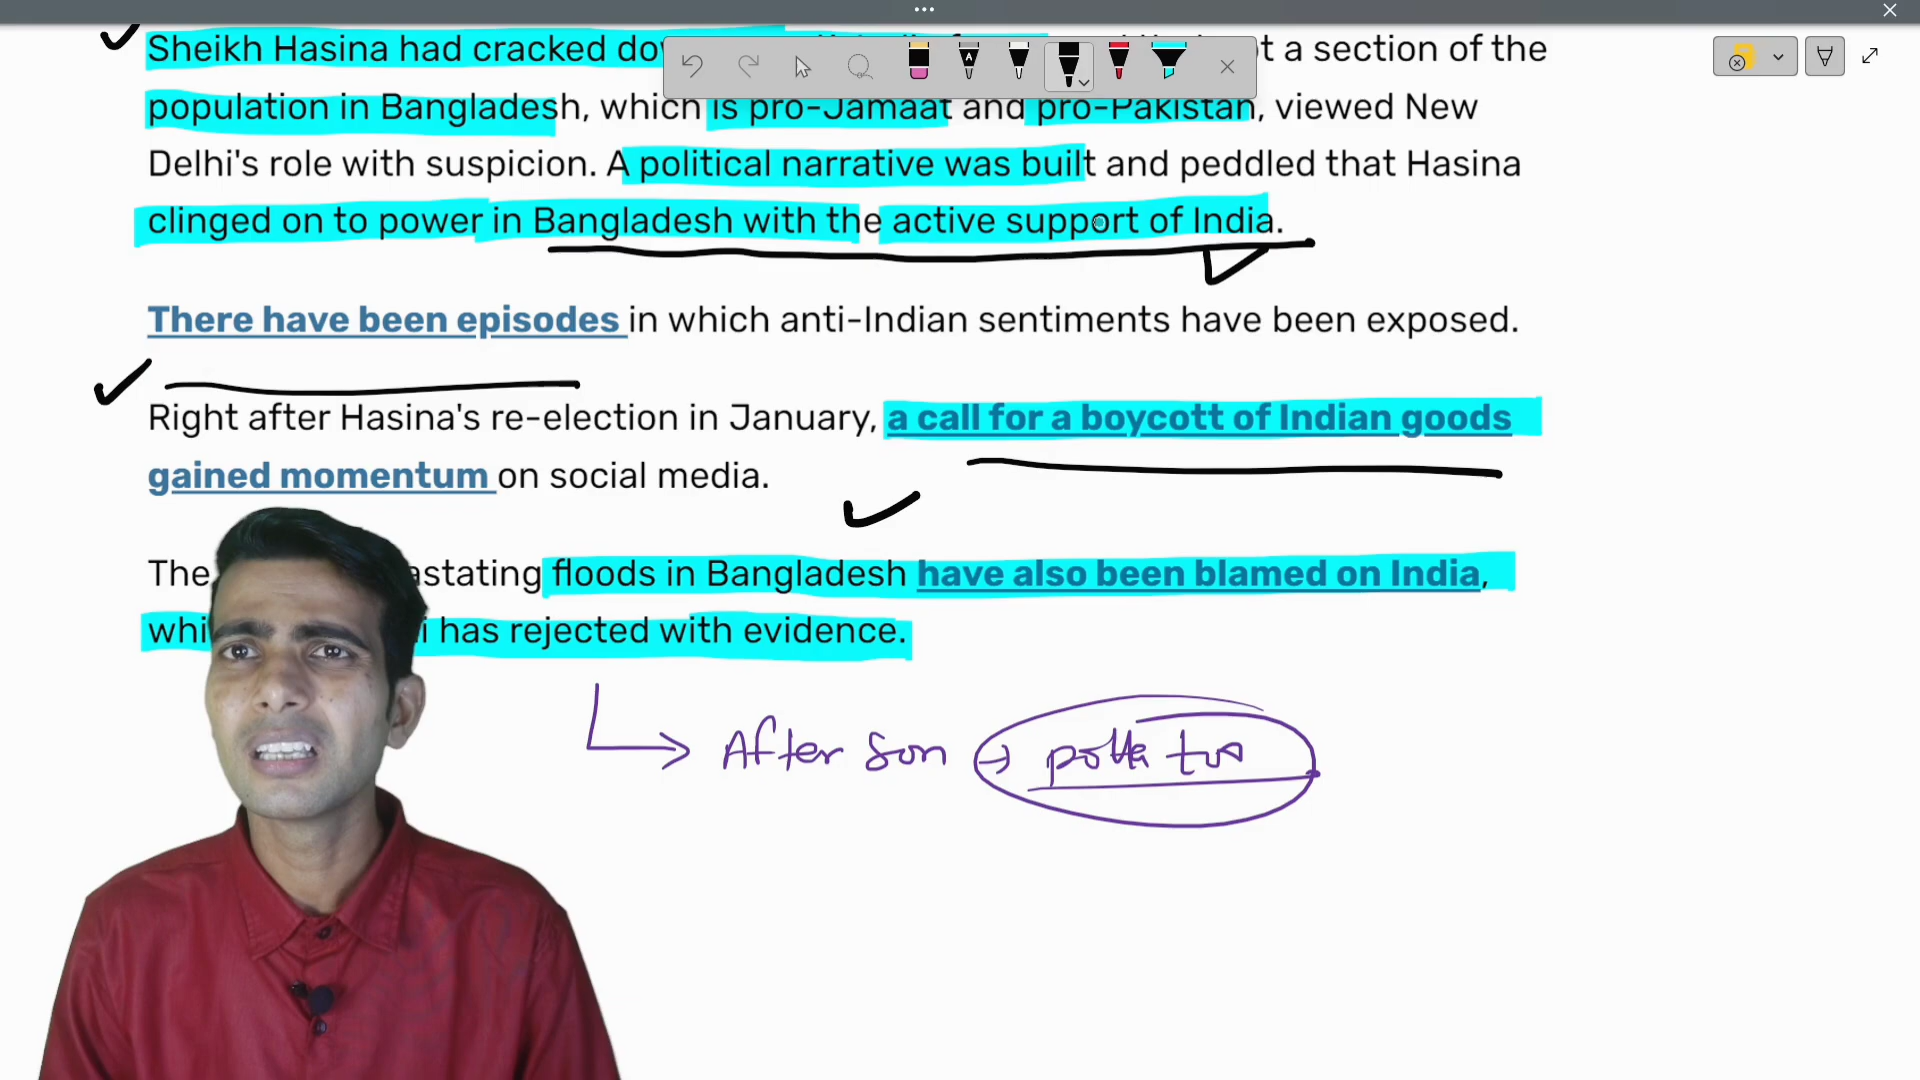 Sheikh Hasina had cracked a section of the
population in Bangladesh, which is pro-Jamaat and pro-Pakistan, viewed New
Delhi's role with suspicion. A political narrative was built and peddled that Hasina
clinged on to power in Bangladesh with the active support of India.
There have been episodes in which anti-Indian sentiments have been exposed.
Right after Hasina's re-election in January, a call for a boycott of Indian goods
gained momentum on social media.
The floods in Bangladesh have also been blamed on India,
has rejected with evidence.
After son